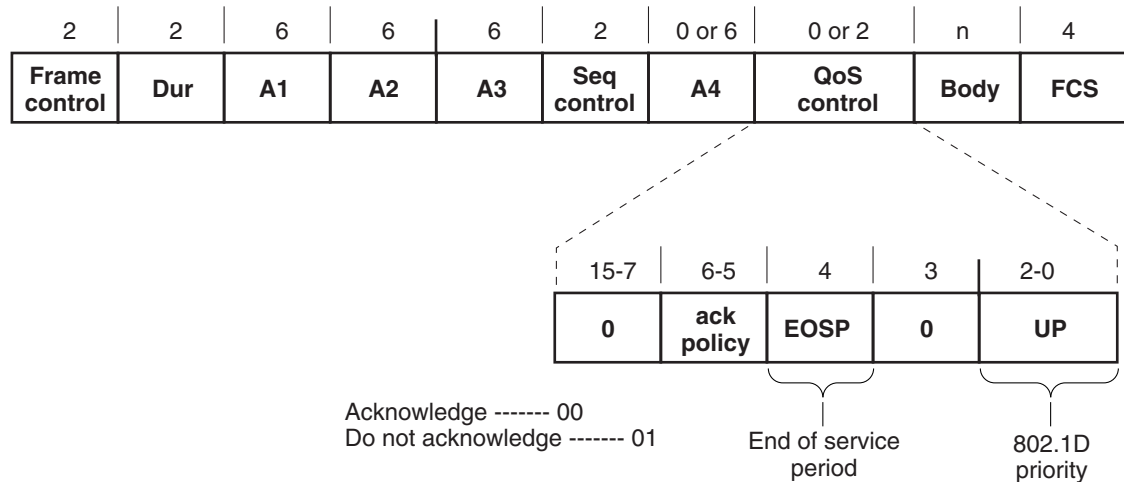 2 2 6 6 6 2 0 or 6 0 or 2 n 4
Frame control Dur A1 A2 A3 Seq control A4 QoS control Body FCS
15-7 6-5 4 3 2-0
0 ack policy EOSP 0 UP
Acknowledge ------- 00
Do not acknowledge ------- 01
End of service
period
802.1D
priority